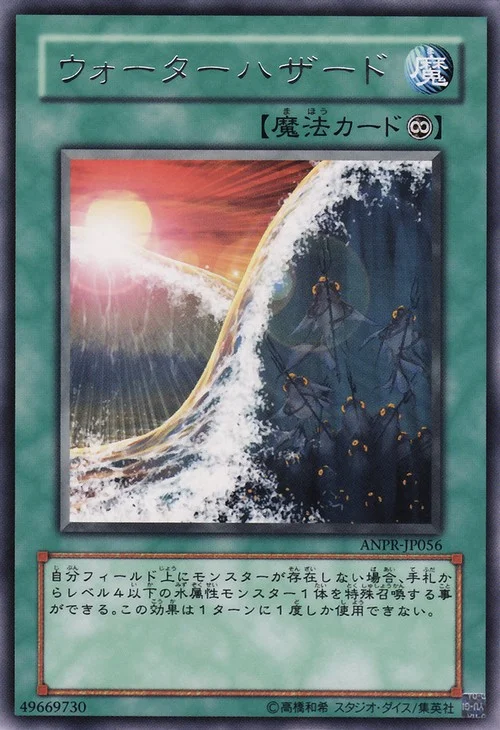 ウォーターハザード
魔
まほう
【魔法カード∞】
ANPR-JP056
自分フィールド上にモンスターが存在しない場合、手札か
らレベル４以下の水属性モンスター１体を特殊召喚する事
ができる。この効果は１ターンに１度しか使用できない。
49669730
©高橋和希 スタジオ・ダイス/集英社